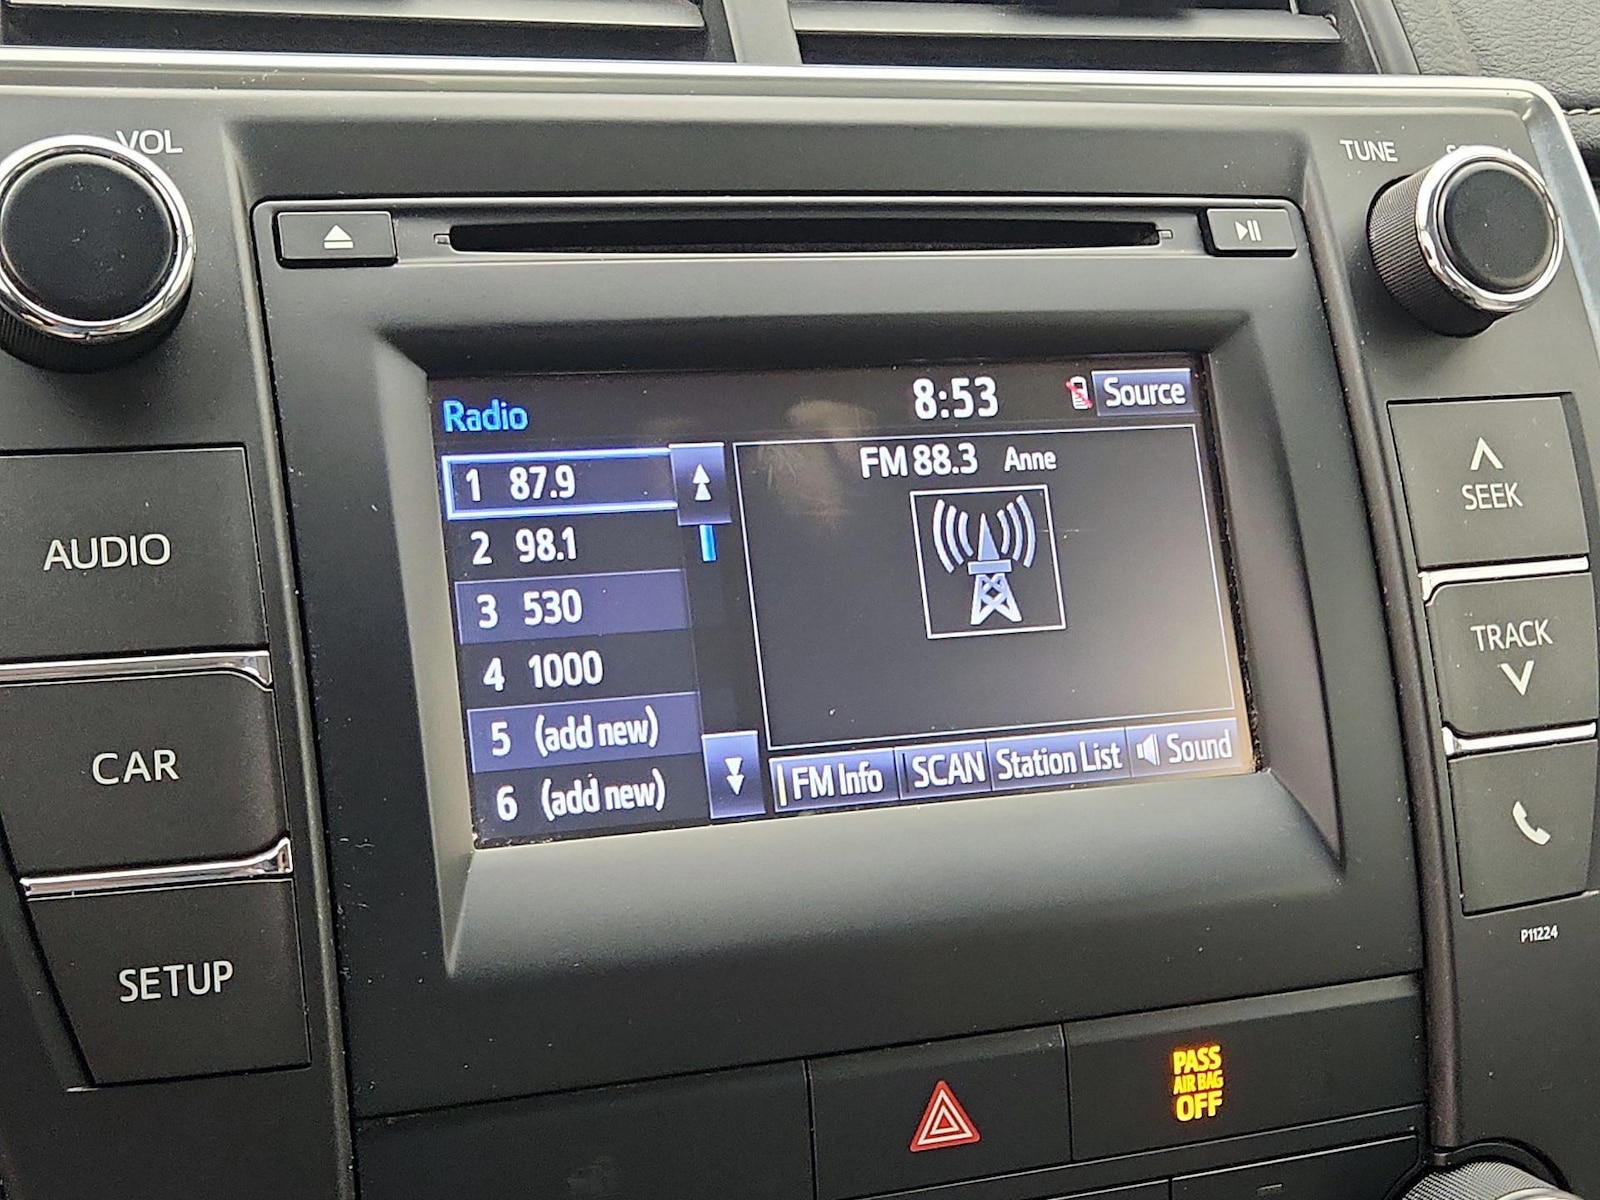 VOL
TUNE
Radio
8:53
Source
1 87.9
2 98.1
3 530
4 1000
5 (add new)
6 (add new)
FM 88.3 Anne
FM Info
SCAN
Station List
Sound
AUDIO
CAR
SETUP
SEEK
TRACK
P11224
PASS
AIR BAG
OFF